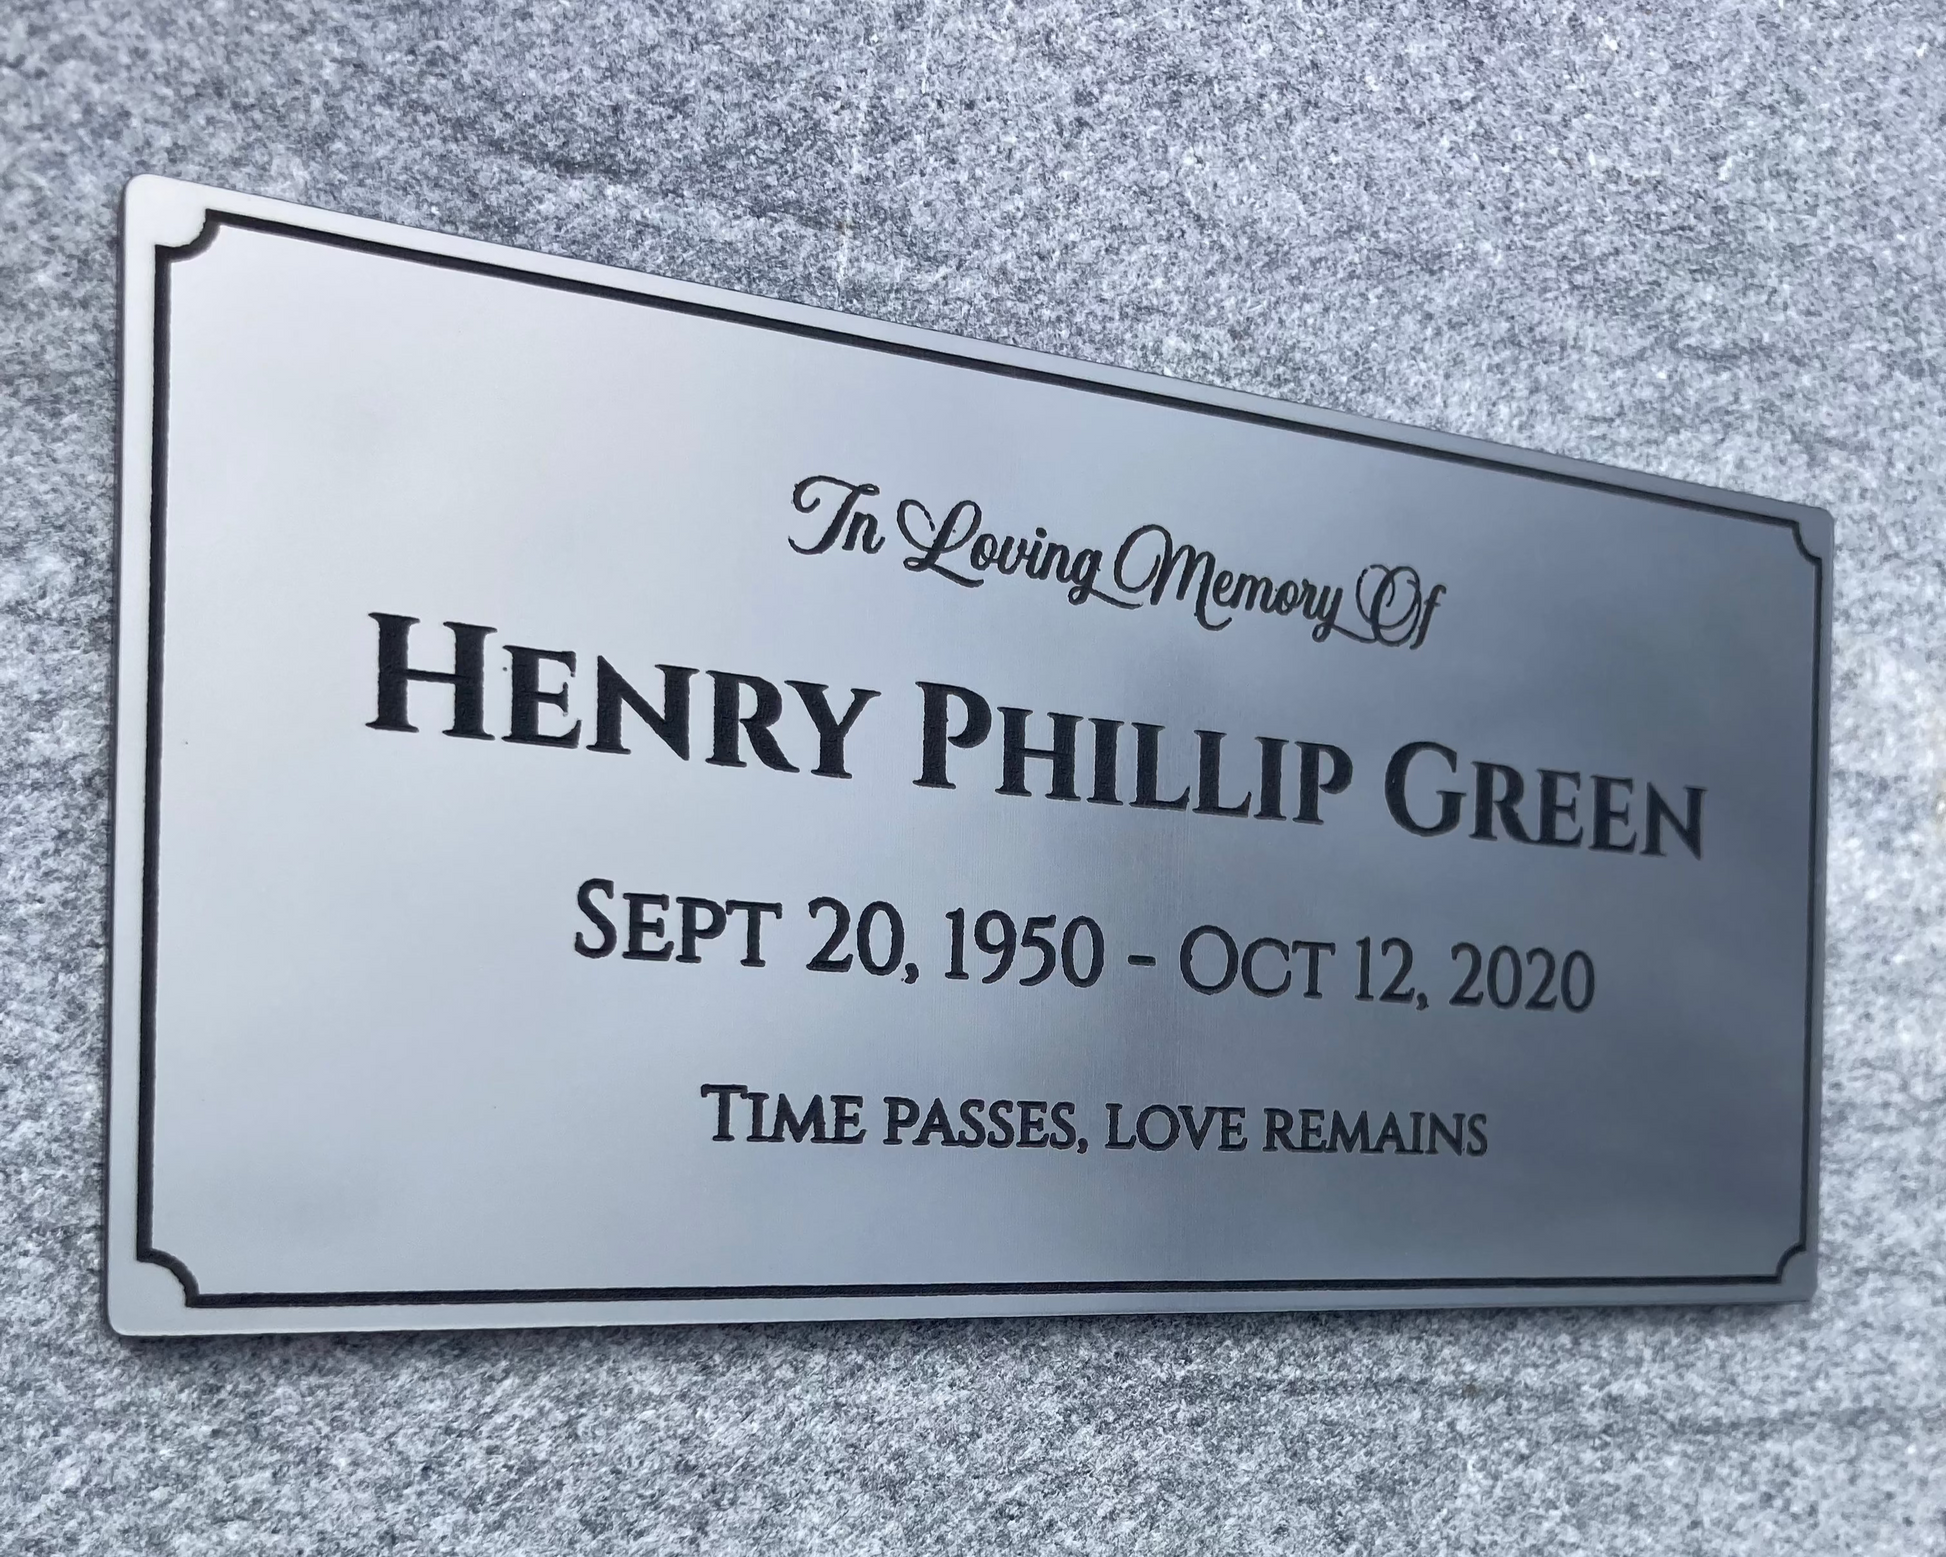 In Loving Memory Of
Henry Phillip Green
Sept 20, 1950 - Oct 12, 2020
Time passes, love remains